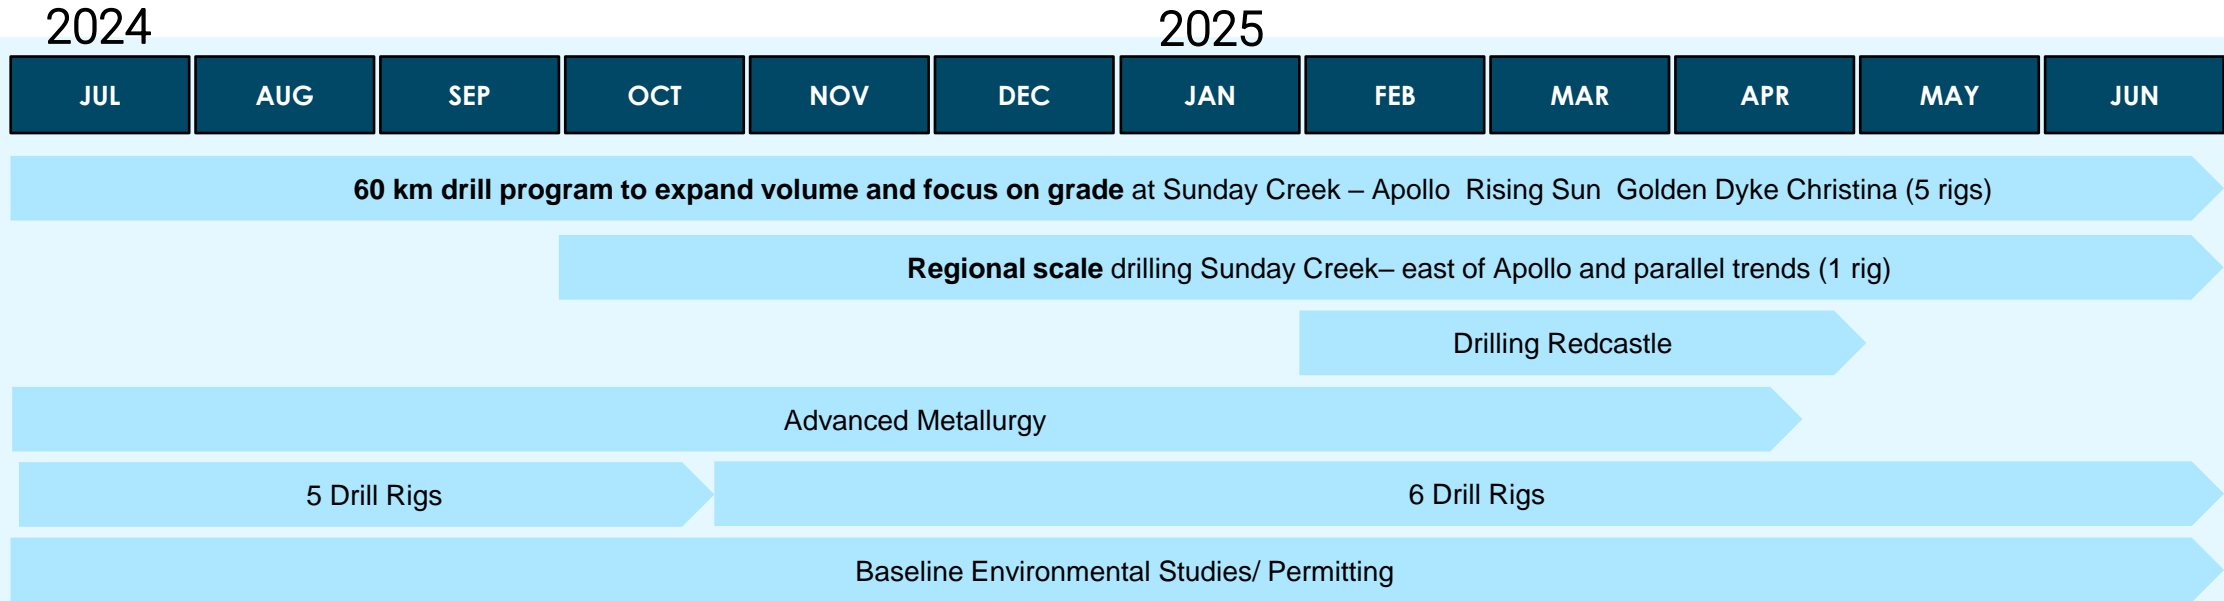 2024 2025
JUL AUG SEP OCT NOV DEC JAN FEB MAR APR MAY JUN
60 km drill program to expand volume and focus on grade at Sunday Creek – Apollo Rising Sun Golden Dyke Christina (5 rigs)
Regional scale drilling Sunday Creek– east of Apollo and parallel trends (1 rig)
Drilling Redcastle
Advanced Metallurgy
5 Drill Rigs 6 Drill Rigs
Baseline Environmental Studies/ Permitting